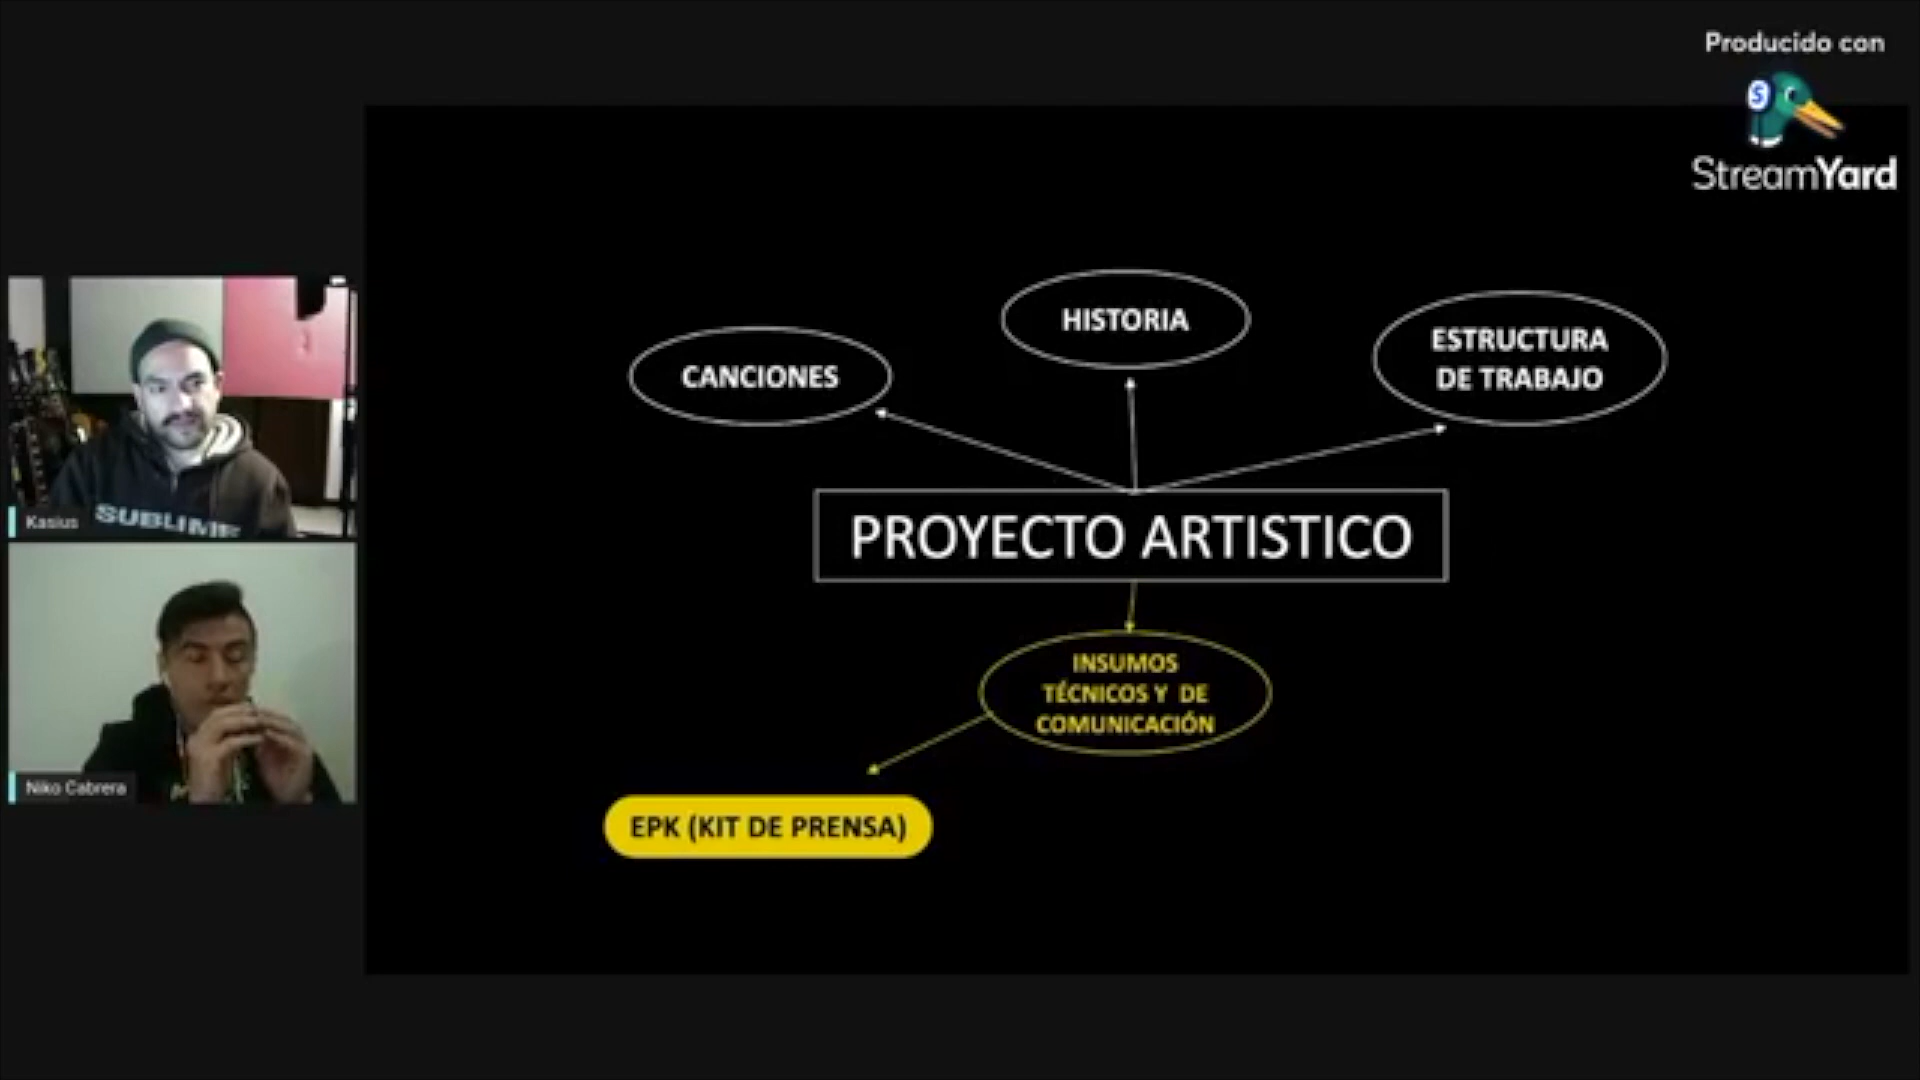 Producido con
StreamYard
HISTORIA
CANCIONES
ESTRUCTURA
DE TRABAJO
PROYECTO ARTISTICO
INSUMOS
TÉCNICOS Y DE
COMUNICACIÓN
EPK (KIT DE PRENSA)
SUBLIME
Kasius
Niko Cabrera